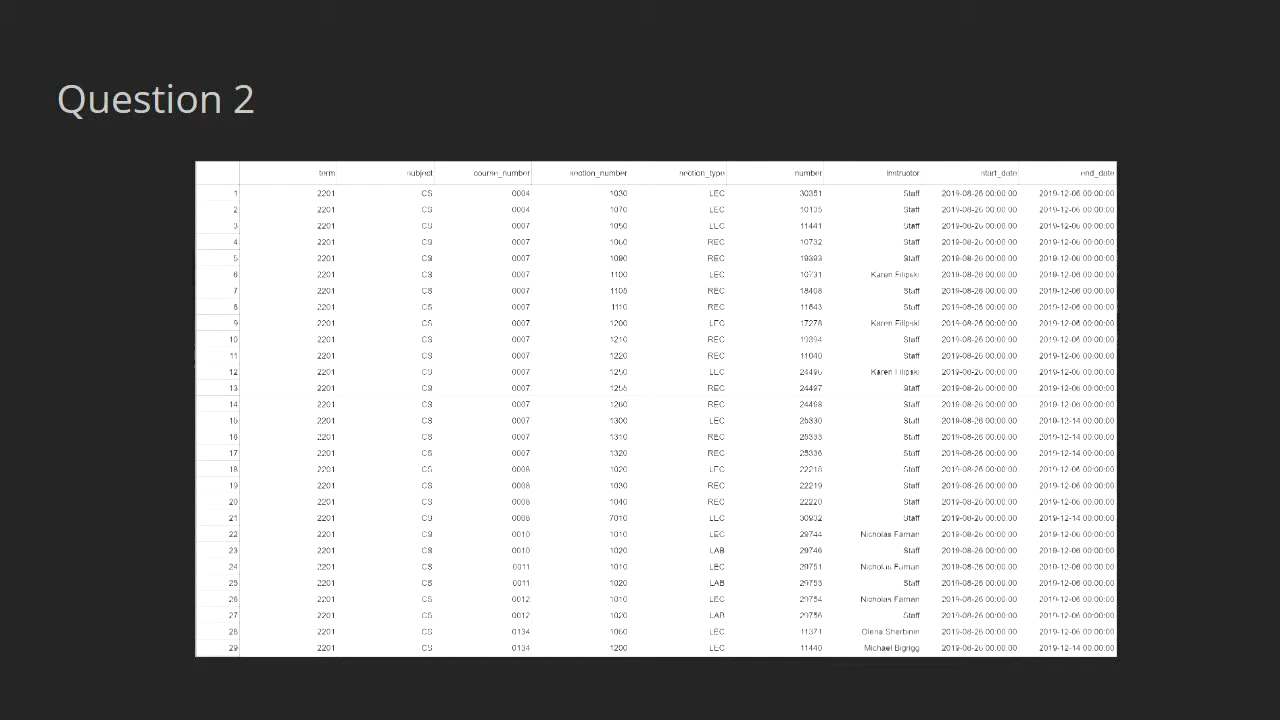 Question 2
term subject course_number section_number section_type number instructor start_date end_date
1 2201 CS 0004 1030 LEC 30351 Staff 2019-08-26 00:00:00 2019-12-06 00:00:00
2 2201 CS 0004 1070 LEC 10135 Staff 2019-08-26 00:00:00 2019-12-06 00:00:00
3 2201 CS 0007 1050 LEC 11441 Staff 2019-08-26 00:00:00 2019-12-06 00:00:00
4 2201 CS 0007 1060 REC 10732 Staff 2019-08-26 00:00:00 2019-12-06 00:00:00
5 2201 CS 0007 1090 REC 19393 Staff 2019-08-26 00:00:00 2019-12-06 00:00:00
6 2201 CS 0007 1100 LEC 10731 Karen Filipski 2019-08-26 00:00:00 2019-12-06 00:00:00
7 2201 CS 0007 1105 REC 18408 Staff 2019-08-26 00:00:00 2019-12-06 00:00:00
8 2201 CS 0007 1110 REC 11643 Staff 2019-08-26 00:00:00 2019-12-06 00:00:00
9 2201 CS 0007 1200 LEC 17278 Karen Filipski 2019-08-26 00:00:00 2019-12-06 00:00:00
10 2201 CS 0007 1210 REC 19394 Staff 2019-08-26 00:00:00 2019-12-06 00:00:00
11 2201 CS 0007 1220 REC 11040 Staff 2019-08-26 00:00:00 2019-12-06 00:00:00
12 2201 CS 0007 1250 LEC 24496 Karen Filipski 2019-08-26 00:00:00 2019-12-06 00:00:00
13 2201 CS 0007 1255 REC 24497 Staff 2019-08-26 00:00:00 2019-12-06 00:00:00
14 2201 CS 0007 1260 REC 24498 Staff 2019-08-26 00:00:00 2019-12-06 00:00:00
15 2201 CS 0007 1300 LEC 25330 Staff 2019-08-26 00:00:00 2019-12-14 00:00:00
16 2201 CS 0007 1310 REC 25333 Staff 2019-08-26 00:00:00 2019-12-14 00:00:00
17 2201 CS 0007 1320 REC 25336 Staff 2019-08-26 00:00:00 2019-12-14 00:00:00
18 2201 CS 0008 1020 LEC 22218 Staff 2019-08-26 00:00:00 2019-12-06 00:00:00
19 2201 CS 0008 1030 REC 22219 Staff 2019-08-26 00:00:00 2019-12-06 00:00:00
20 2201 CS 0008 1040 REC 22220 Staff 2019-08-26 00:00:00 2019-12-06 00:00:00
21 2201 CS 0008 7010 LEC 30932 Staff 2019-08-26 00:00:00 2019-12-14 00:00:00
22 2201 CS 0010 1010 LEC 29744 Nicholas Farnan 2019-08-26 00:00:00 2019-12-06 00:00:00
23 2201 CS 0010 1020 LAB 29746 Staff 2019-08-26 00:00:00 2019-12-06 00:00:00
24 2201 CS 0011 1010 LEC 29751 Nicholas Farnan 2019-08-26 00:00:00 2019-12-06 00:00:00
25 2201 CS 0011 1020 LAB 29753 Staff 2019-08-26 00:00:00 2019-12-06 00:00:00
26 2201 CS 0012 1010 LEC 29754 Nicholas Farnan 2019-08-26 00:00:00 2019-12-06 00:00:00
27 2201 CS 0012 1020 LAB 29756 Staff 2019-08-26 00:00:00 2019-12-06 00:00:00
28 2201 CS 0134 1060 LEC 11371 Olena Sherbinin 2019-08-26 00:00:00 2019-12-06 00:00:00
29 2201 CS 0134 1200 LEC 11440 Michael Bigrigg 2019-08-26 00:00:00 2019-12-14 00:00:00